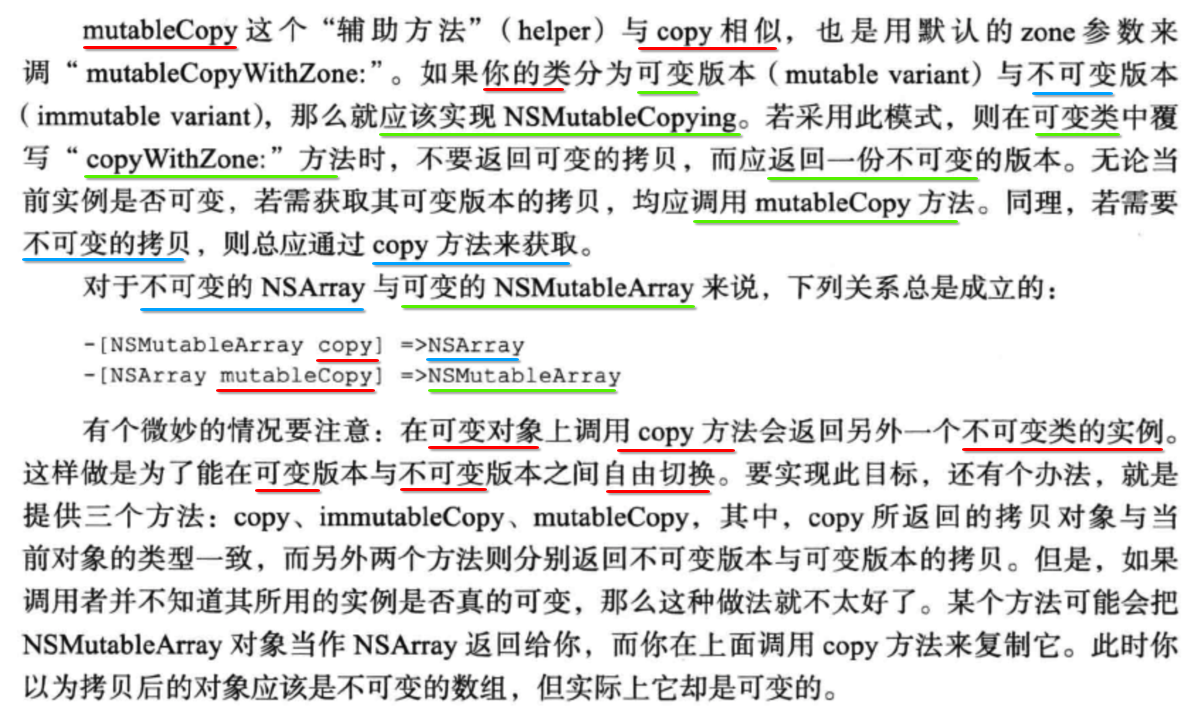 mutableCopy 这个“辅助方法”（helper）与 copy 相似，也是用默认的 zone 参数来
调“mutableCopyWithZone:”。如果你的类分为可变版本（mutable variant）与不可变版本
（immutable variant），那么就应该实现 NSMutableCopying。若采用此模式，则在可变类中覆
写“copyWithZone:”方法时，不要返回可变的拷贝，而应返回一份不可变的版本。无论当
前实例是否可变，若需获取其可变版本的拷贝，均应调用 mutableCopy 方法。同理，若需要
不可变的拷贝，则总应通过 copy 方法来获取。
对于不可变的 NSArray 与可变的 NSMutableArray 来说，下列关系总是成立的：
-[NSMutableArray copy] =>NSArray
-[NSArray mutableCopy] =>NSMutableArray
有个微妙的情况要注意：在可变对象上调用 copy 方法会返回另外一个不可变类的实例。
这样做是为了能在可变版本与不可变版本之间自由切换。要实现此目标，还有个办法，就是
提供三个方法：copy、immutableCopy、mutableCopy，其中，copy 所返回的拷贝对象与当
前对象的类型一致，而另外两个方法则分别返回不可变版本与可变版本的拷贝。但是，如果
调用者并不知道其所用的实例是否真的可变，那么这种做法就不太好了。某个方法可能会把
NSMutableArray 对象当作 NSArray 返回给你，而你在上面调用 copy 方法来复制它。此时你
以为拷贝后的对象应该是不可变的数组，但实际上它却是可变的。